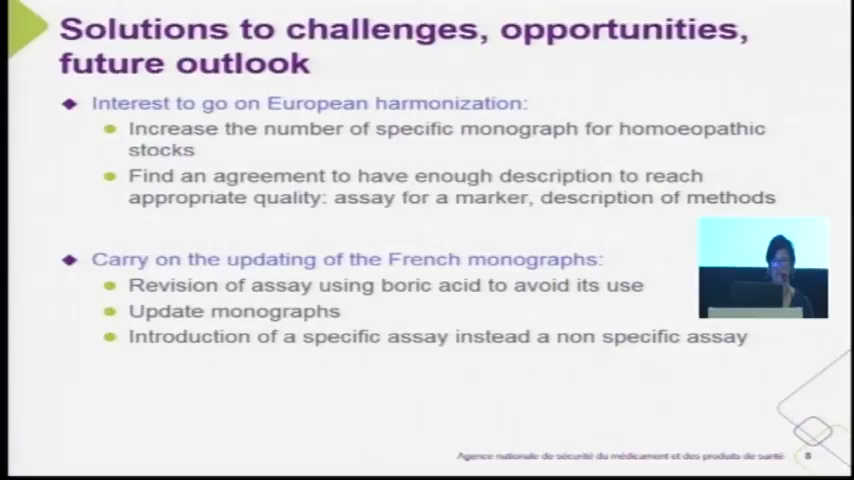 Solutions to challenges, opportunities,
future outlook
Interest to go on European harmonization:
Increase the number of specific monograph for homoeopathic
stocks
Find an agreement to have enough description to reach
appropriate quality: assay for a marker, description of methods
Carry on the updating of the French monographs:
Revision of assay using boric acid to avoid its use
Update monographs
Introduction of a specific assay instead a non specific assay
Agence nationale de sécurité du médicament et des produits de santé
8